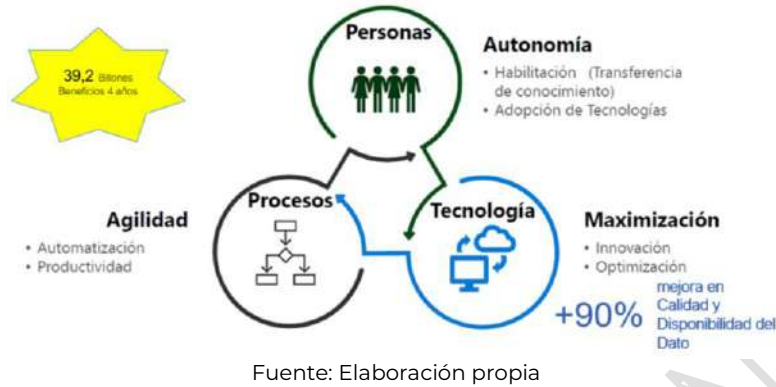 39,2 Billones
Beneficios 4 años
Personas
Autonomía
• Habilitación (Transferencia
de conocimiento)
• Adopción de Tecnologías
Procesos
Agilidad
• Automatización
• Productividad
Tecnología
Maximización
• Innovación
• Optimización
+90%
mejora en
Calidad y
Disponibilidad del
Dato
Fuente: Elaboración propia